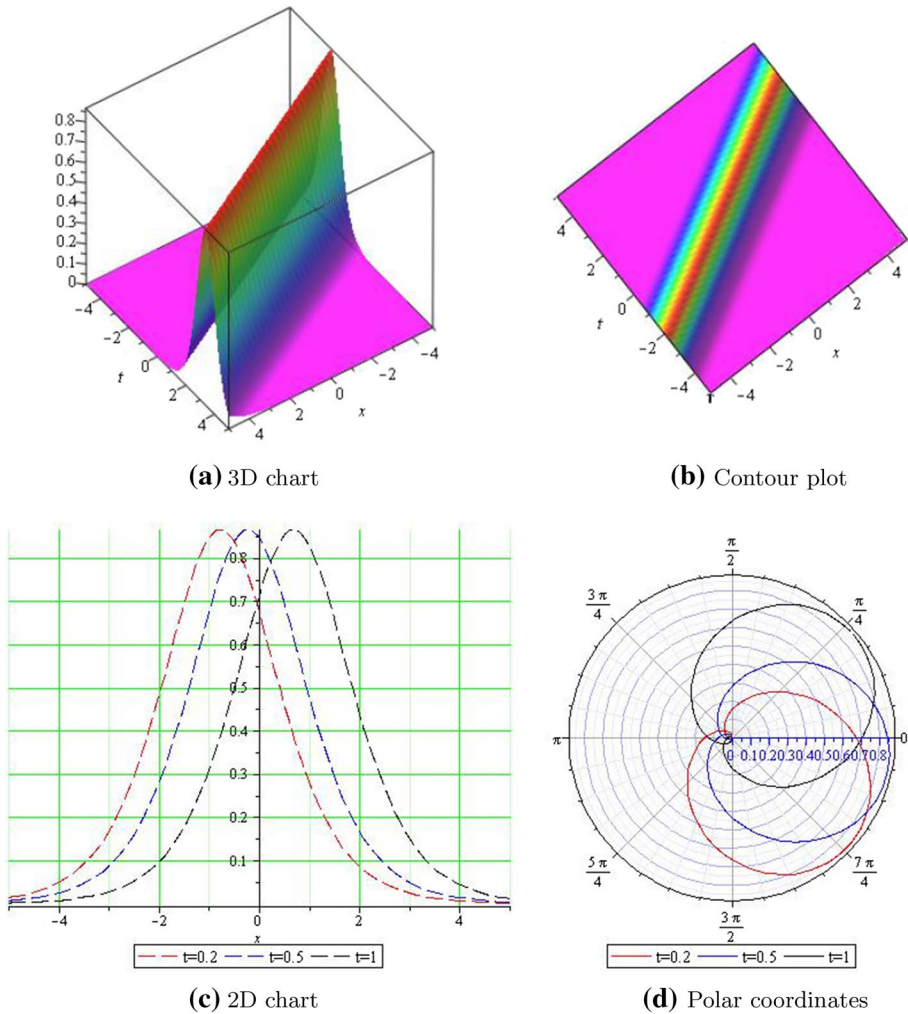 0.8
0.7
0.6
0.5
0.4
0.3
0.2
0.1
0
−4
−2
0
2
4
t
4
2
0
−2
−4
x
(a) 3D chart
4
2
0
−2
−4
t
−4
−2
0
2
4
x
(b) Contour plot
0.8
0.7
0.6
0.5
0.4
0.3
0.2
0.1
−4 −2 0 2 4
x
t=0.2 t=0.5 t=1
(c) 2D chart
π/2
3π/4 π/4
π 0 0.1 0.2 0.3 0.4 0.5 0.6 0.7 0.8 0
5π/4 7π/4
3π/2
t=0.2 t=0.5 t=1
(d) Polar coordinates